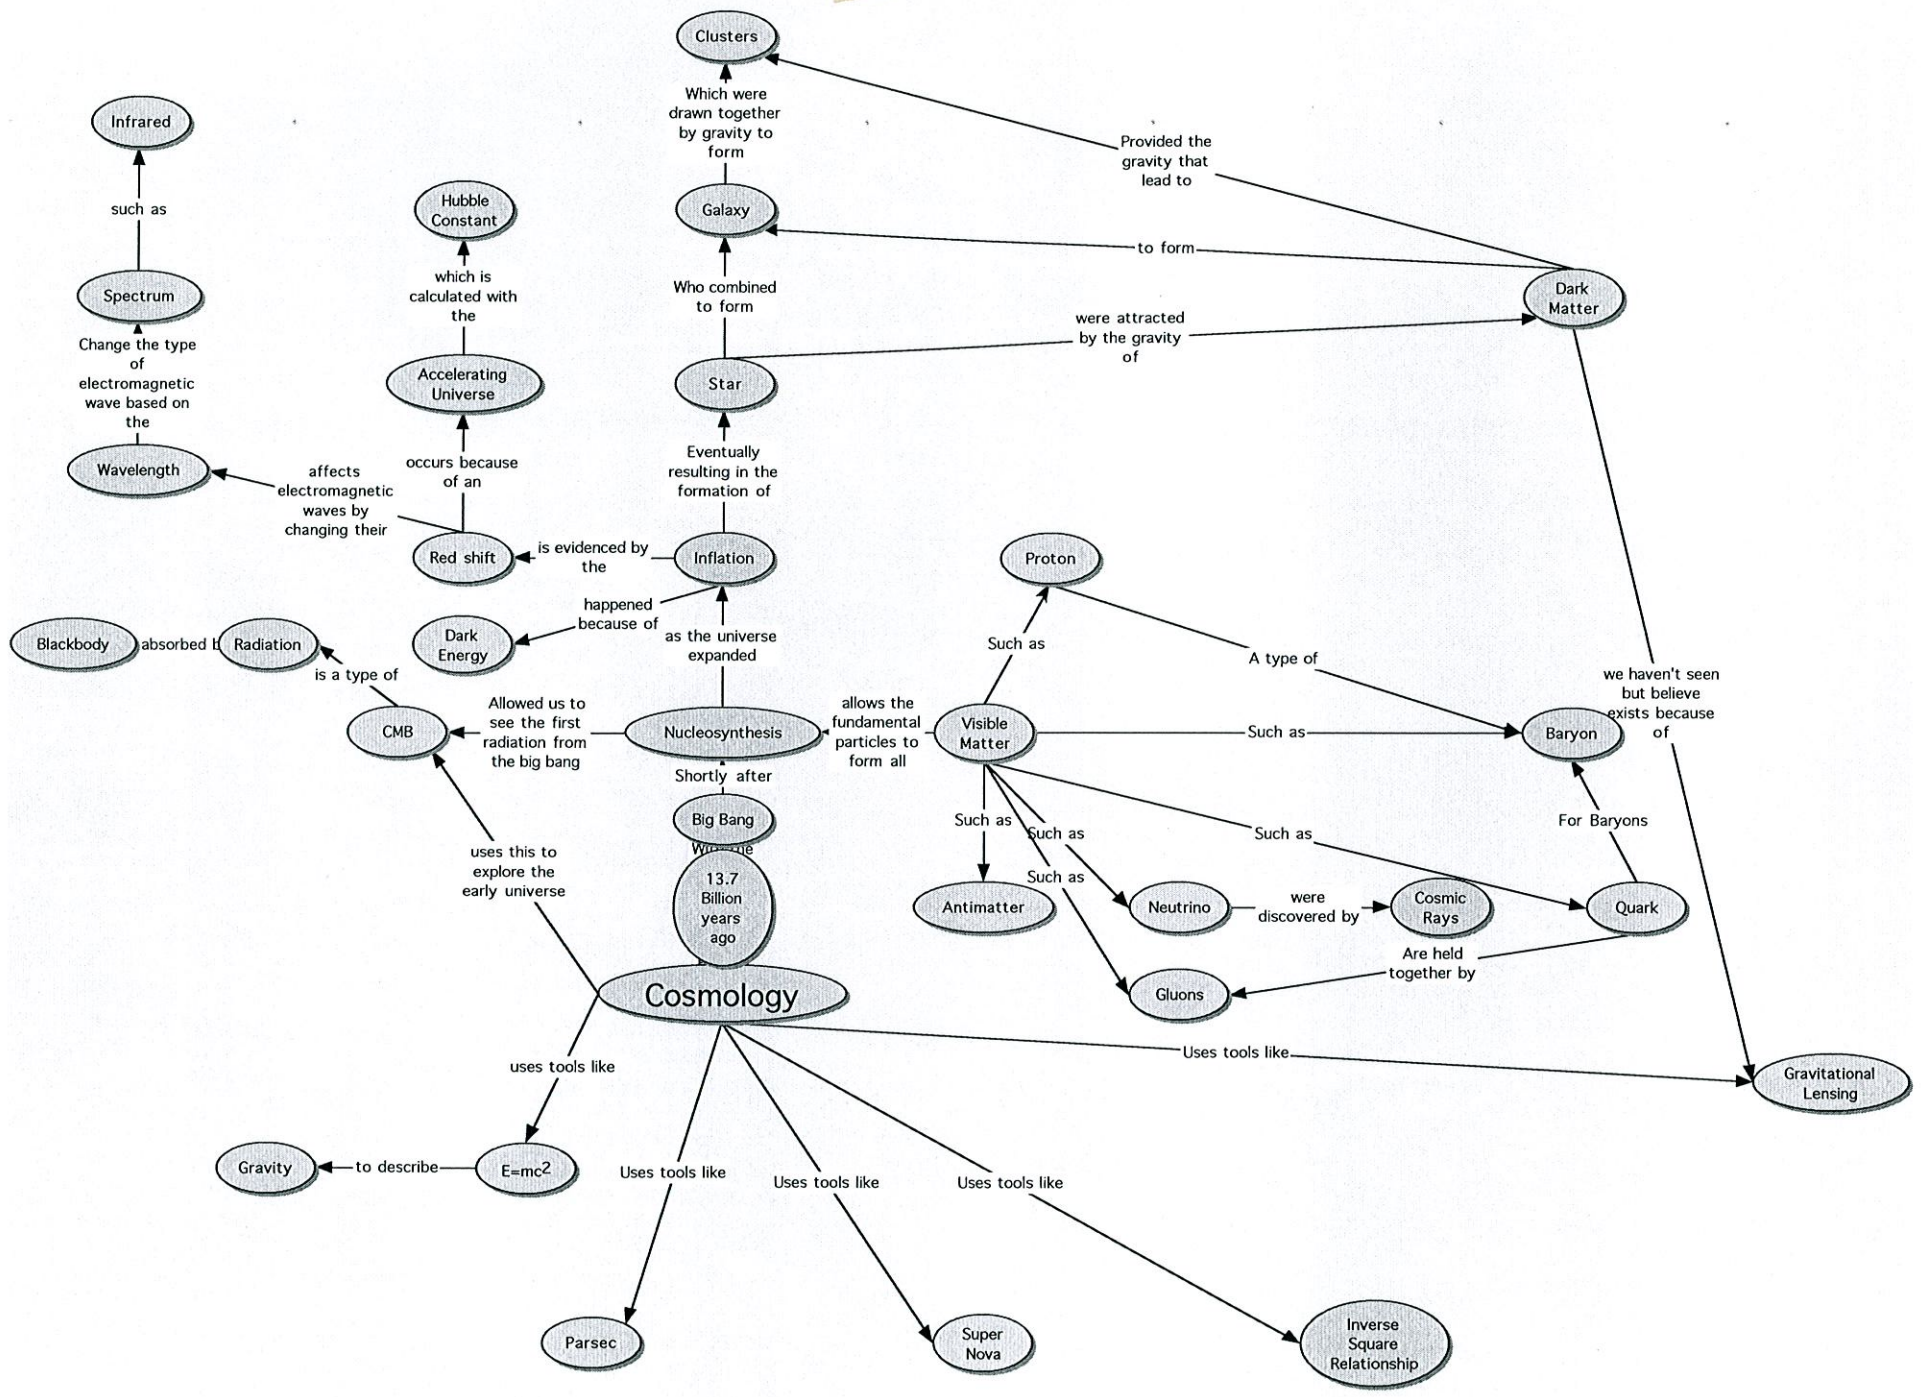 Clusters
Which were
drawn together
by gravity to
form
Infrared
Provided the
gravity that
lead to
such as
Hubble
Constant
Galaxy
to form
which is
calculated with
the
Who combined
to form
Spectrum
Dark
Matter
Change the type
of
electromagnetic
wave based on
the
were attracted
by the gravity
of
Accelerating
Universe
Star
Wavelength
affects
electromagnetic
waves by
changing their
occurs because
of an
Eventually
resulting in the
formation of
Red shift
is evidenced by
the
Inflation
Proton
happened
because of
Blackbody
absorbed
Radiation
Dark
Energy
as the universe
expanded
Such as
A type of
is a type of
we haven't seen
but believe
exists because
of
CMB
Allowed us to
see the first
radiation from
the big bang
Nucleosynthesis
allows the
fundamental
particles to
form all
Visible
Matter
Such as
Baryon
Shortly after
Big Bang
Such as
Such as
Such as
Such as
For Baryons
uses this to
explore the
early universe
13.7
Billion
years
ago
Antimatter
Neutrino
were
discovered by
Cosmic
Rays
Quark
Are held
together by
Gluons
Cosmology
uses tools like
Uses tools like
Gravitational
Lensing
Gravity
to describe
E=mc2
Uses tools like
Uses tools like
Uses tools like
Parsec
Super
Nova
Inverse
Square
Relationship